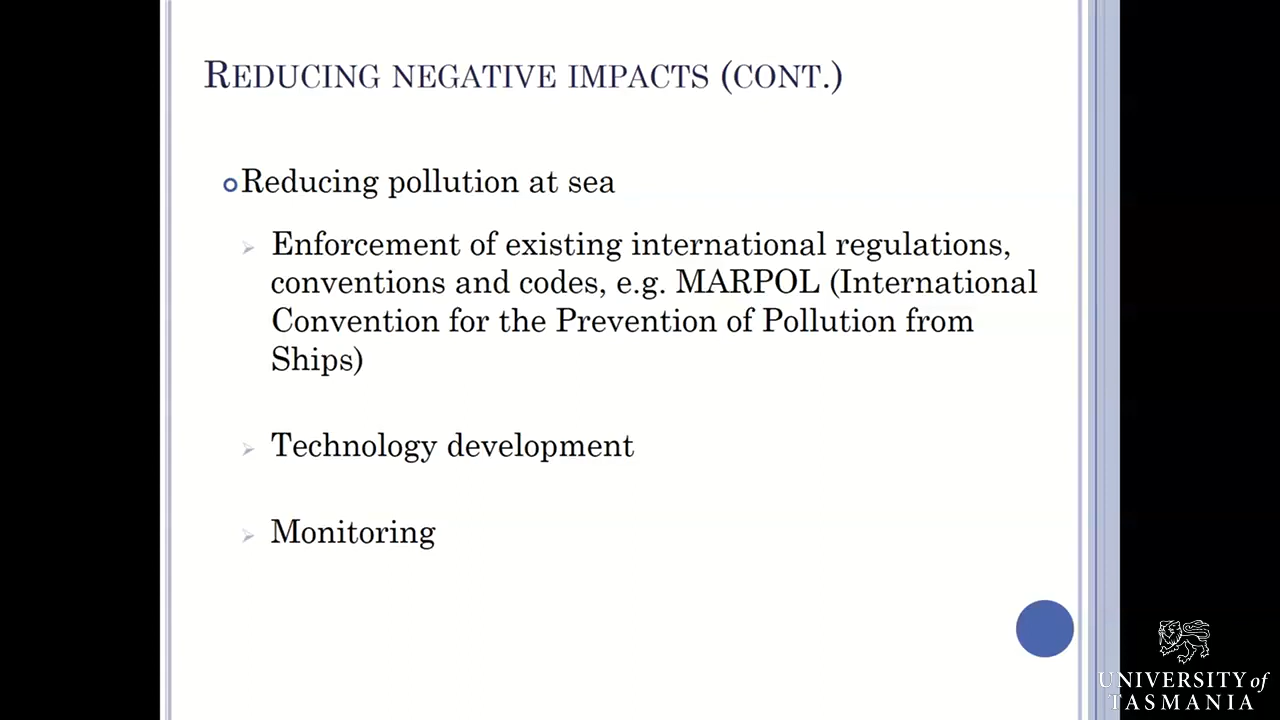 REDUCING NEGATIVE IMPACTS (CONT.)
Reducing pollution at sea
Enforcement of existing international regulations,
conventions and codes, e.g. MARPOL (International
Convention for the Prevention of Pollution from
Ships)
Technology development
Monitoring
UNIVERSITY of
TASMANIA